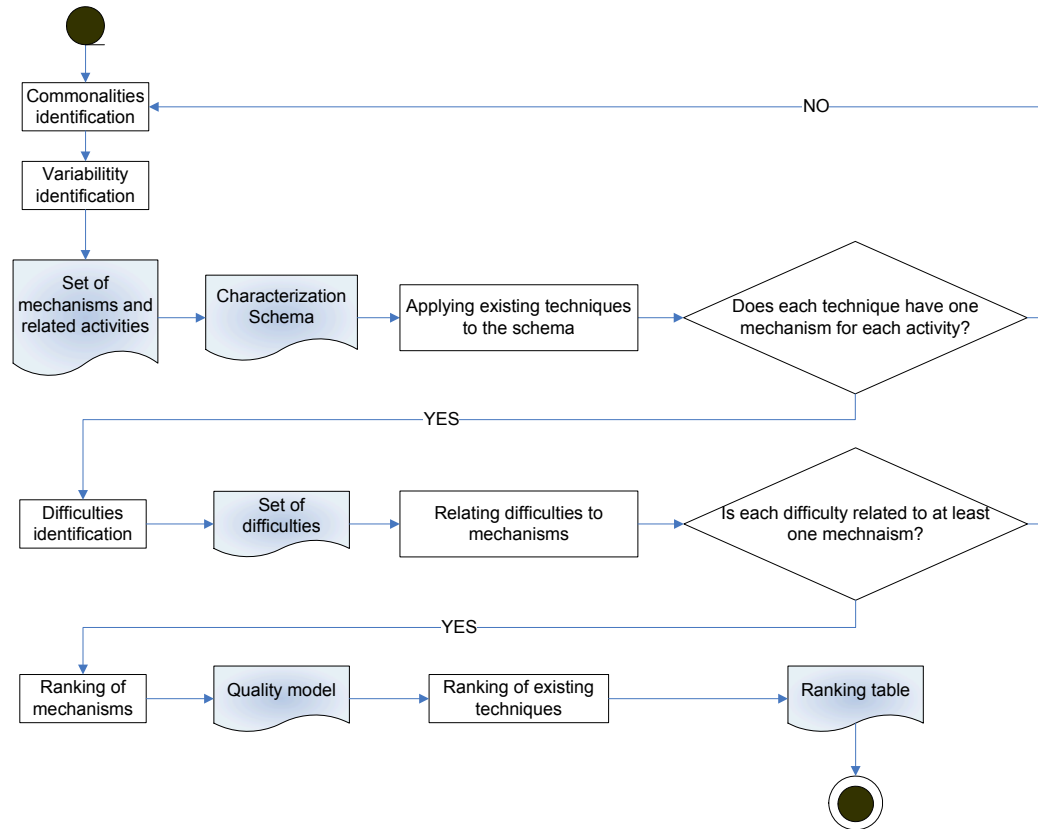 Commonalities
identification
NO
Variabilitity
identification
Set of
mechanisms and
related activities
Characterization
Schema
Applying existing techniques
to the schema
Does each technique have one
mechanism for each activity?
YES
Difficulties
identification
Set of
difficulties
Relating difficulties to
mechanisms
Is each difficulty related to at least
one mechnaism?
YES
Ranking of
mechanisms
Quality model
Ranking of existing
techniques
Ranking table